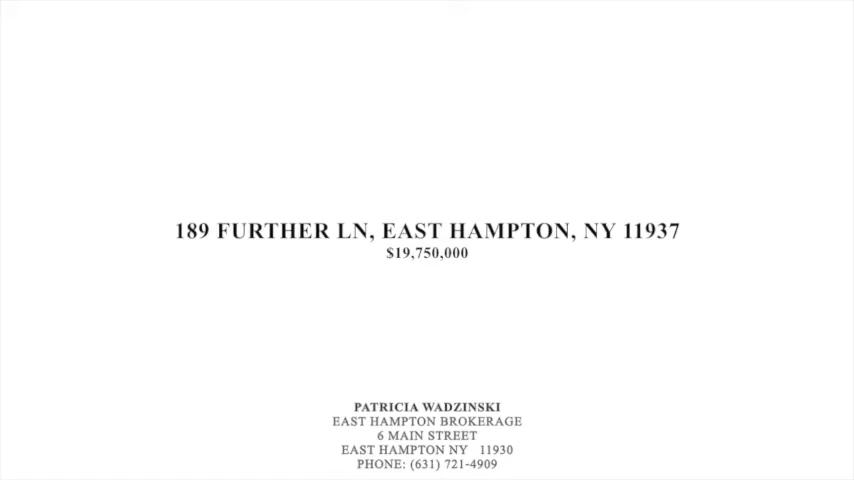 189 FURTHER LN, EAST HAMPTON, NY 11937
$19,750,000
PATRICIA WADZINSKI
EAST HAMPTON BROKERAGE
6 MAIN STREET
EAST HAMPTON NY 11930
PHONE: (631) 721-4909